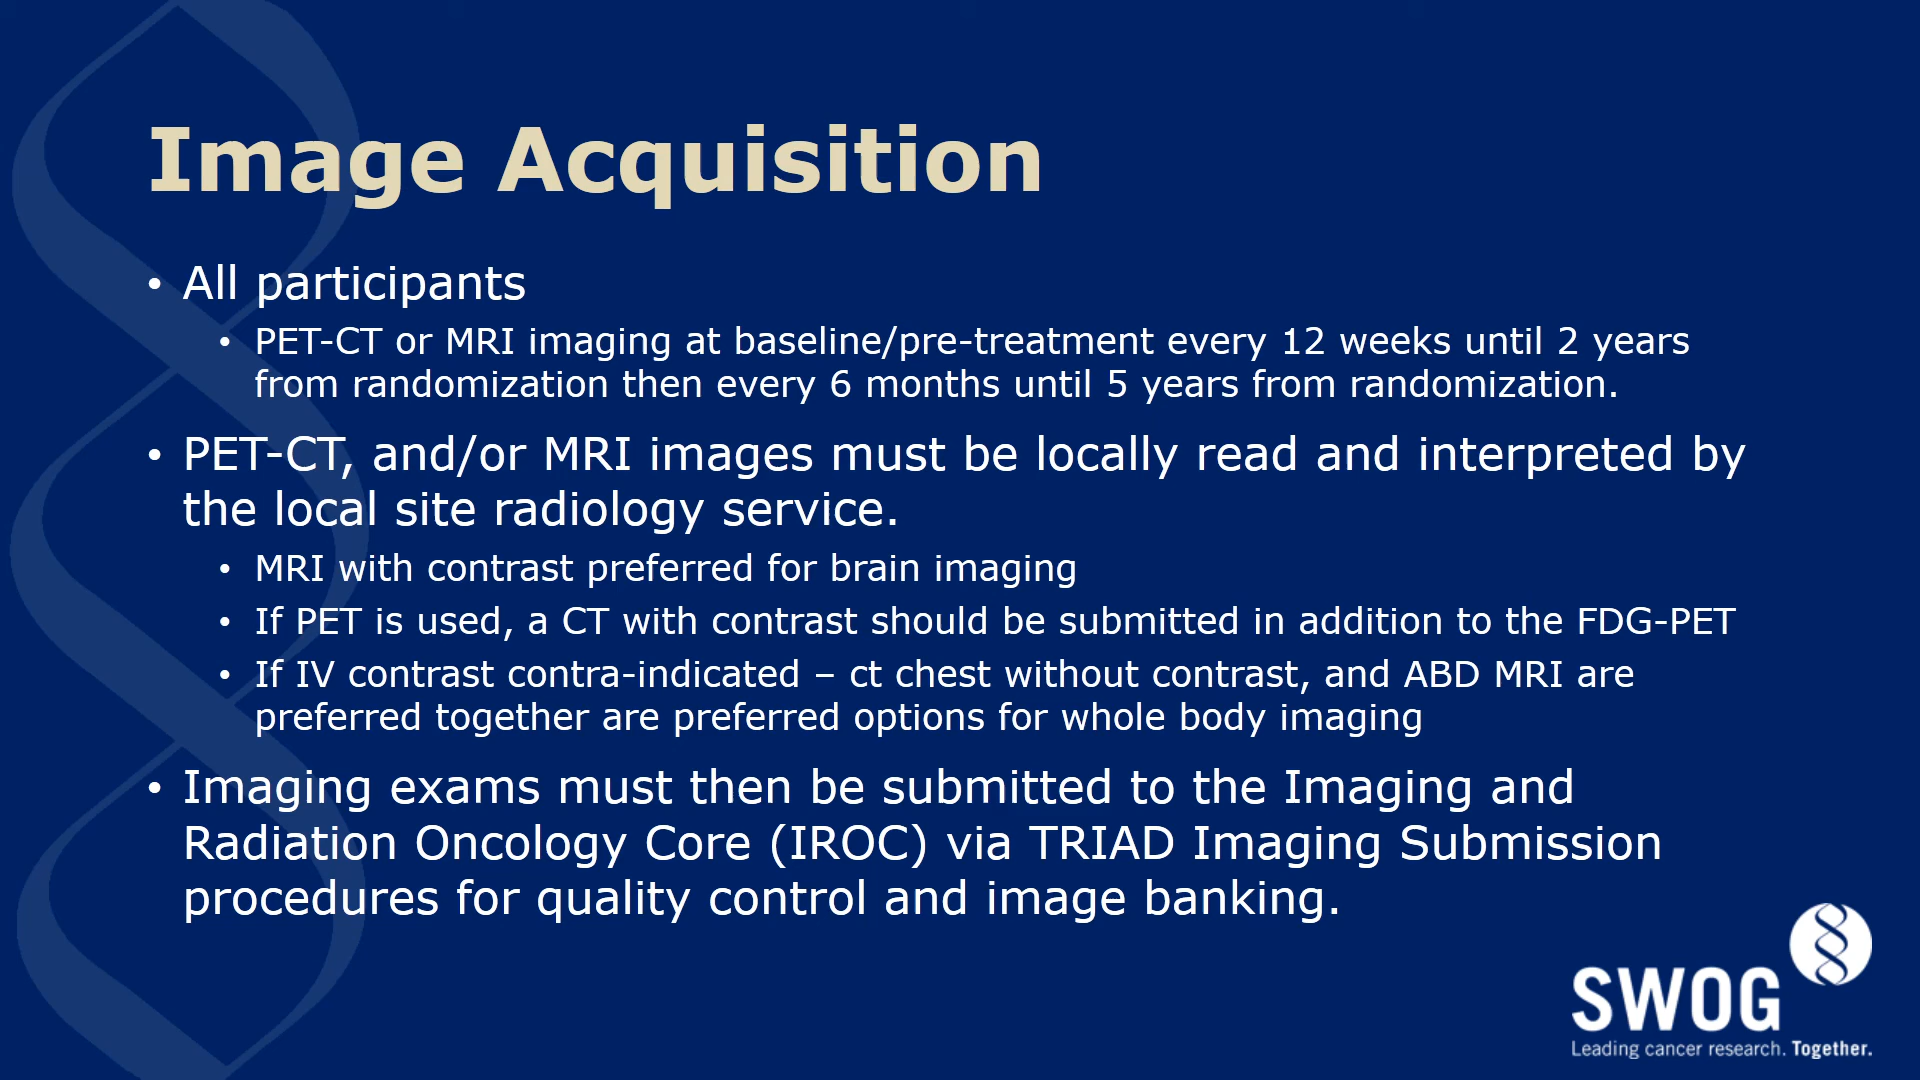 Image Acquisition
• All participants
• PET-CT or MRI imaging at baseline/pre-treatment every 12 weeks until 2 years
from randomization then every 6 months until 5 years from randomization.
• PET-CT, and/or MRI images must be locally read and interpreted by
the local site radiology service.
• MRI with contrast preferred for brain imaging
• If PET is used, a CT with contrast should be submitted in addition to the FDG-PET
• If IV contrast contra-indicated – ct chest without contrast, and ABD MRI are
preferred together are preferred options for whole body imaging
• Imaging exams must then be submitted to the Imaging and
Radiation Oncology Core (IROC) via TRIAD Imaging Submission
procedures for quality control and image banking.
SWOG
Leading cancer research. Together.